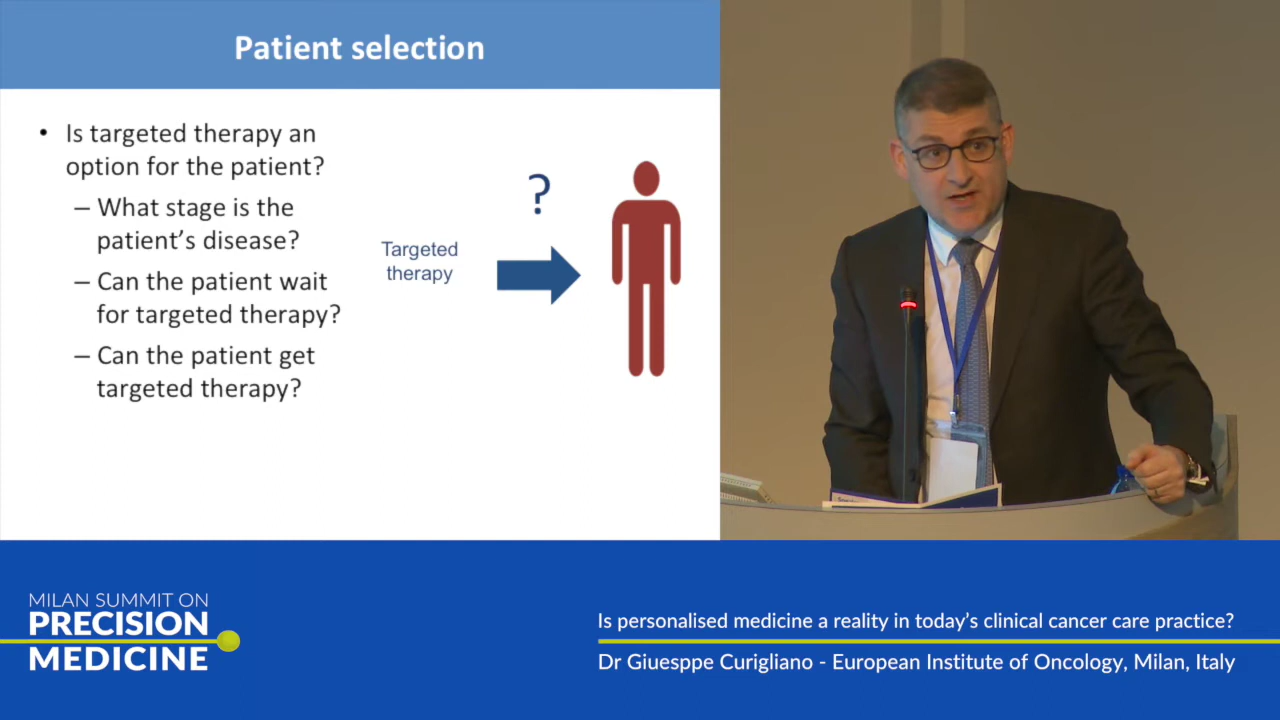 Patient selection
• Is targeted therapy an
option for the patient?
– What stage is the
patient's disease?
– Can the patient wait
for targeted therapy?
– Can the patient get
targeted therapy?
?
Targeted
therapy
MILAN SUMMIT ON
PRECISION
MEDICINE
Is personalised medicine a reality in today's clinical cancer care practice?
Dr Giuesppe Curigliano - European Institute of Oncology, Milan, Italy